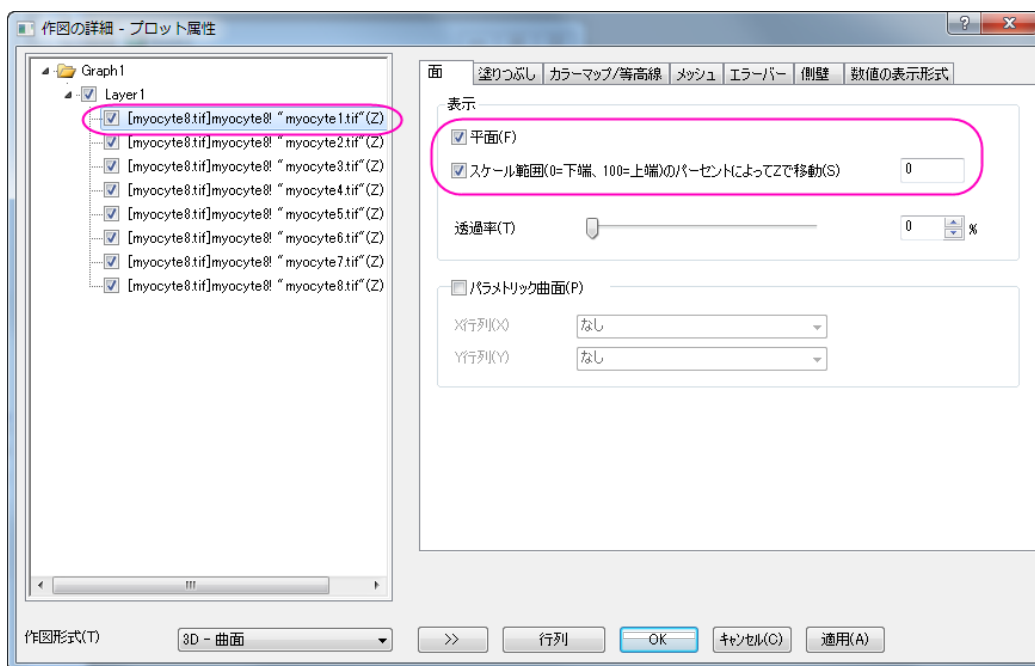 作図の詳細 - プロット属性
Graph1
Layer1
[myocyte8.tif]myocyte8! "myocyte1.tif"(Z)
[myocyte8.tif]myocyte8! "myocyte2.tif"(Z)
[myocyte8.tif]myocyte8! "myocyte3.tif"(Z)
[myocyte8.tif]myocyte8! "myocyte4.tif"(Z)
[myocyte8.tif]myocyte8! "myocyte5.tif"(Z)
[myocyte8.tif]myocyte8! "myocyte6.tif"(Z)
[myocyte8.tif]myocyte8! "myocyte7.tif"(Z)
[myocyte8.tif]myocyte8! "myocyte8.tif"(Z)
面 塗りつぶし カラーマップ/等高線 メッシュ エラーバー 側壁 数値の表示形式
表示
平面(F)
スケール範囲(0=下端、100=上端)のパーセントによってZで移動(S) 0
透過率(T) 0 %
パラメトリック曲面(P)
X行列(X) なし
Y行列(Y) なし
作図形式(T) 3D - 曲面 >> 行列 OK キャンセル(C) 適用(A)